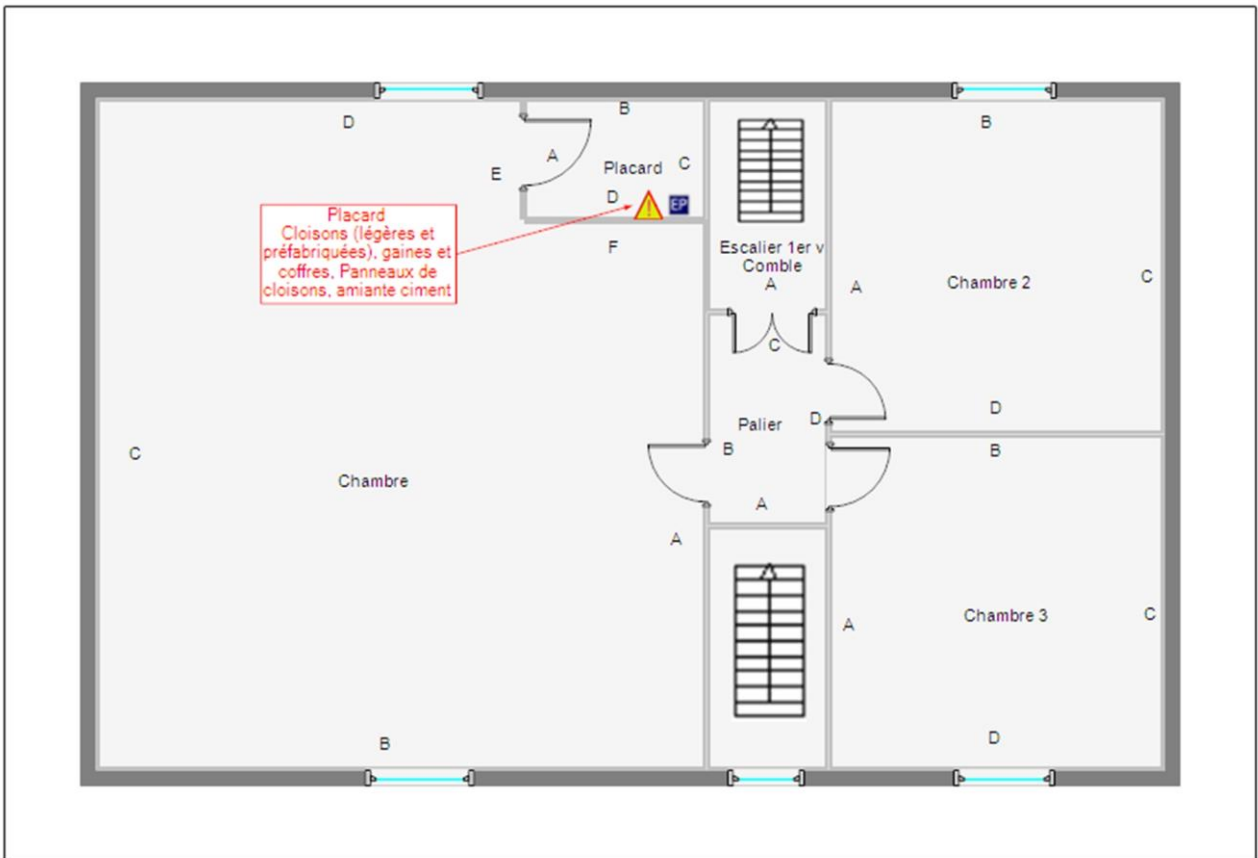 D
B
B
A
Placard
C
E
D
EP
Placard
Cloisons (légères et
préfabriquées), gaines et
coffres, Panneaux de
cloisons, amiante ciment
F
Escalier 1er v
Comble
A
A
Chambre 2
C
C
D
Palier
D
C
B
B
Chambre
A
A
A
Chambre 3
C
B
D